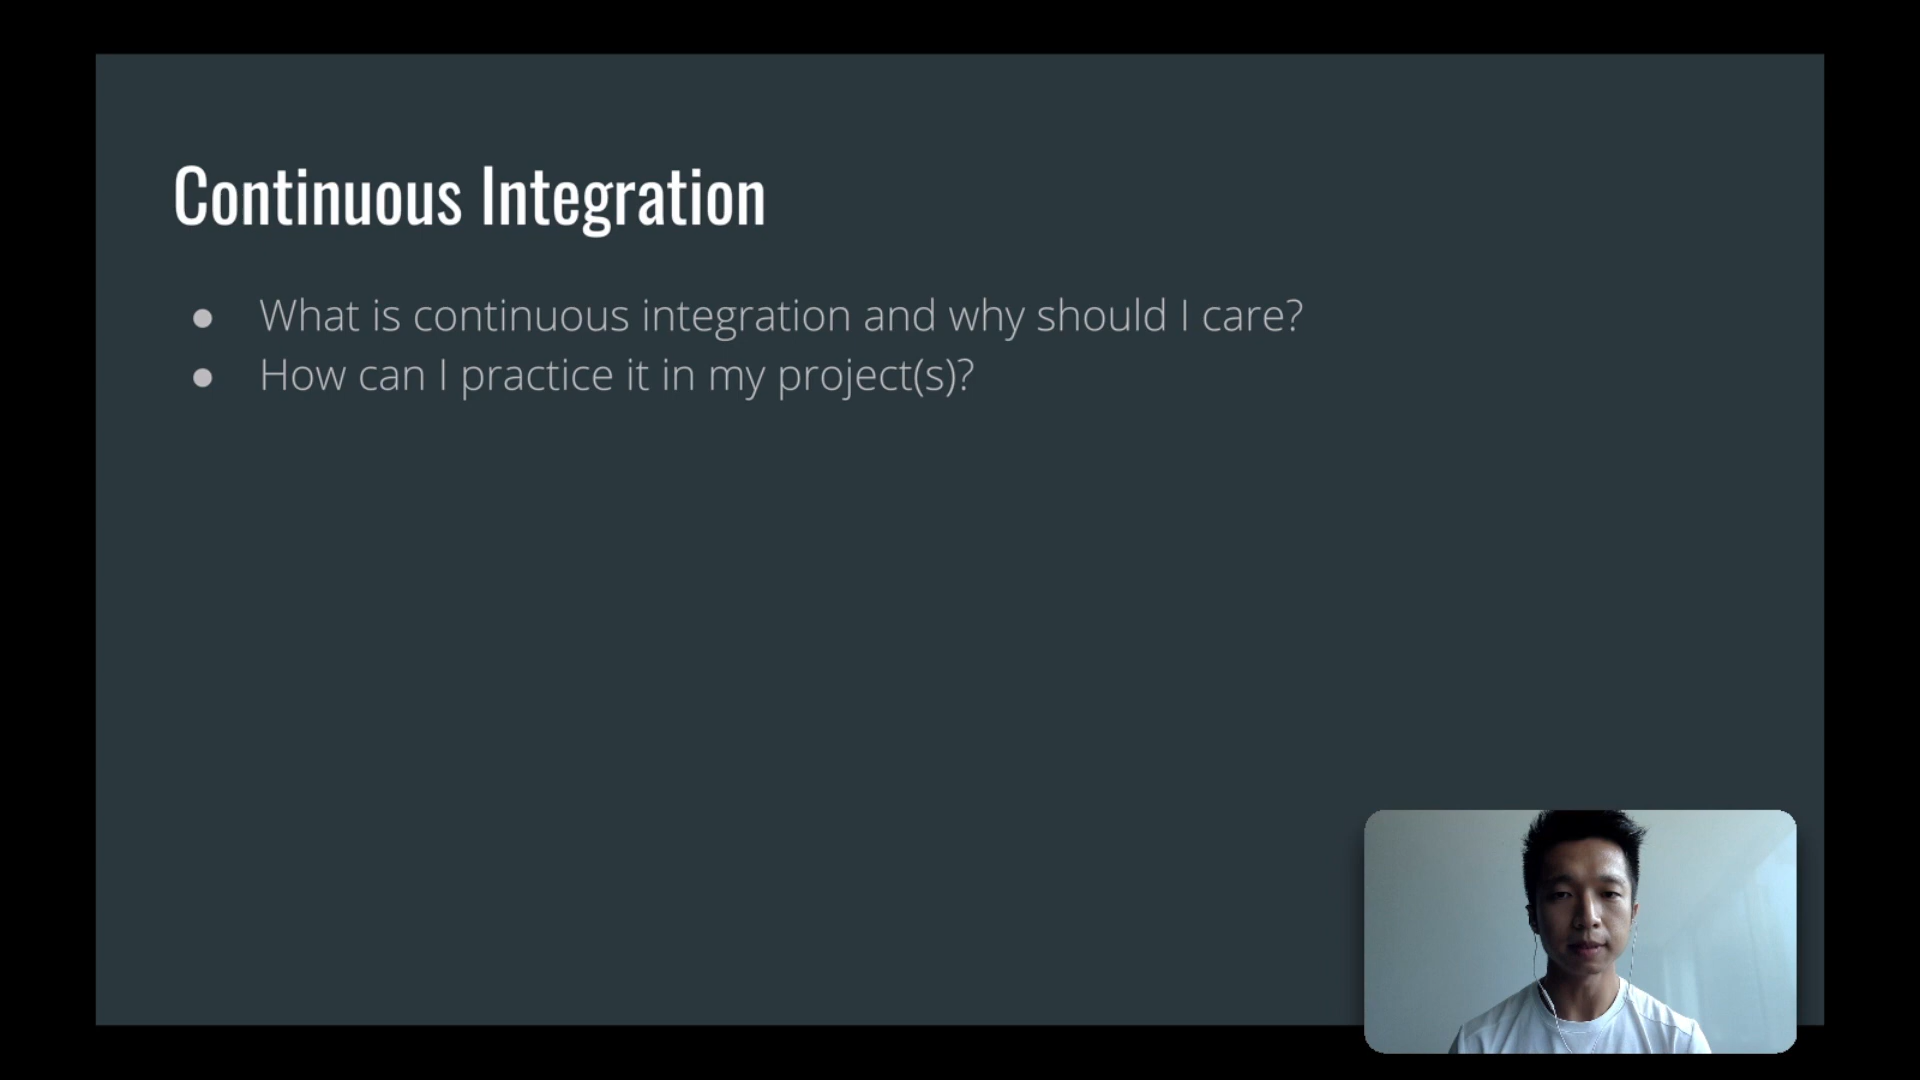 Continuous Integration
● What is continuous integration and why should I care?
● How can I practice it in my project(s)?